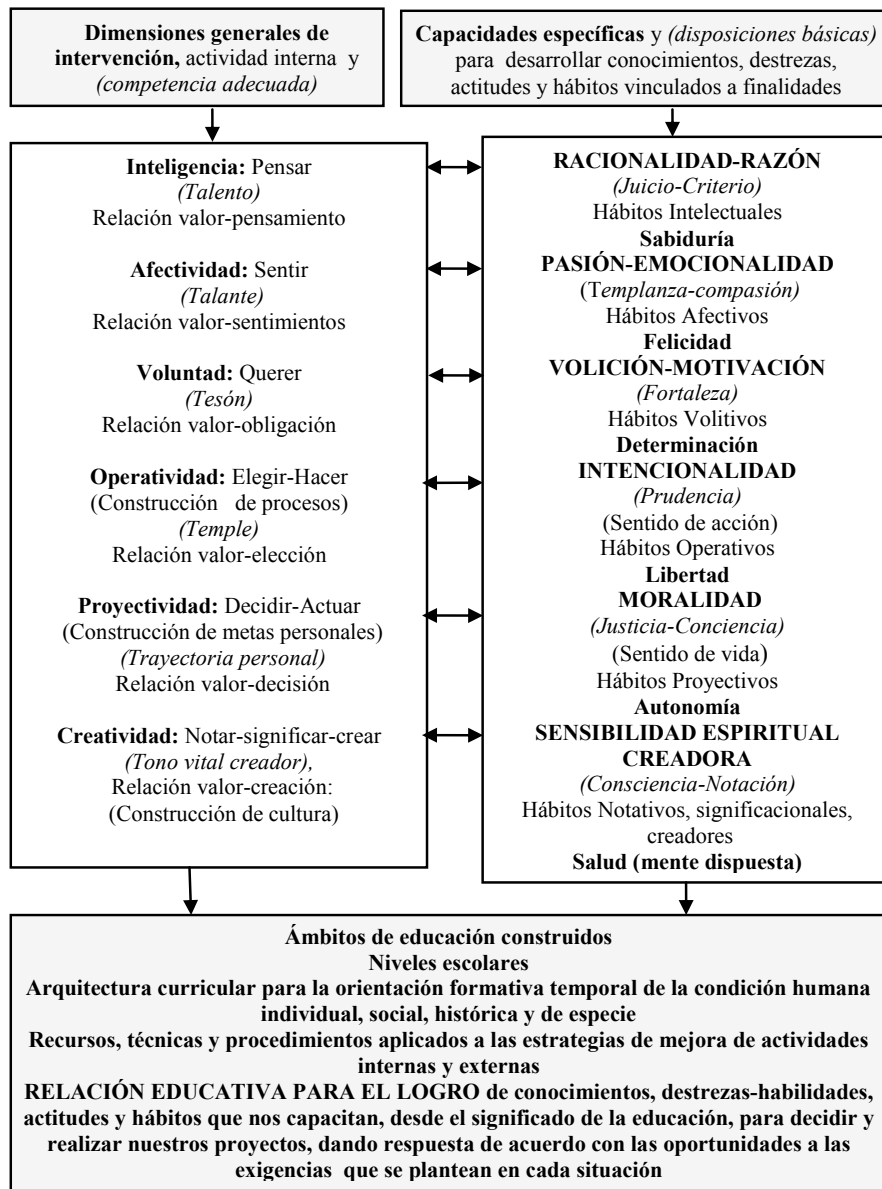 Dimensiones generales de
intervención, actividad interna y
(competencia adecuada)
Capacidades específicas y (disposiciones básicas)
para desarrollar conocimientos, destrezas,
actitudes y hábitos vinculados a finalidades
Inteligencia: Pensar
(Talento)
Relación valor-pensamiento
Afectividad: Sentir
(Talante)
Relación valor-sentimientos
Voluntad: Querer
(Tesón)
Relación valor-obligación
Operatividad: Elegir-Hacer
(Construcción de procesos)
(Temple)
Relación valor-elección
Proyectividad: Decidir-Actuar
(Construcción de metas personales)
(Trayectoria personal)
Relación valor-decisión
Creatividad: Notar-significar-crear
(Tono vital creador),
Relación valor-creación:
(Construcción de cultura)
RACIONALIDAD-RAZÓN
(Juicio-Criterio)
Hábitos Intelectuales
Sabiduría
PASIÓN-EMOCIONALIDAD
(Templanza-compasión)
Hábitos Afectivos
Felicidad
VOLICIÓN-MOTIVACIÓN
(Fortaleza)
Hábitos Volitivos
Determinación
INTENCIONALIDAD
(Prudencia)
(Sentido de acción)
Hábitos Operativos
Libertad
MORALIDAD
(Justicia-Conciencia)
(Sentido de vida)
Hábitos Proyectivos
Autonomía
SENSIBILIDAD ESPIRITUAL
CREADORA
(Consciencia-Notación)
Hábitos Notativos, significacionales,
creadores
Salud (mente dispuesta)
Ámbitos de educación construidos
Niveles escolares
Arquitectura curricular para la orientación formativa temporal de la condición humana
individual, social, histórica y de especie
Recursos, técnicas y procedimientos aplicados a las estrategias de mejora de actividades
internas y externas
RELACIÓN EDUCATIVA PARA EL LOGRO de conocimientos, destrezas-habilidades,
actitudes y hábitos que nos capacitan, desde el significado de la educación, para decidir y
realizar nuestros proyectos, dando respuesta de acuerdo con las oportunidades a las
exigencias que se plantean en cada situación